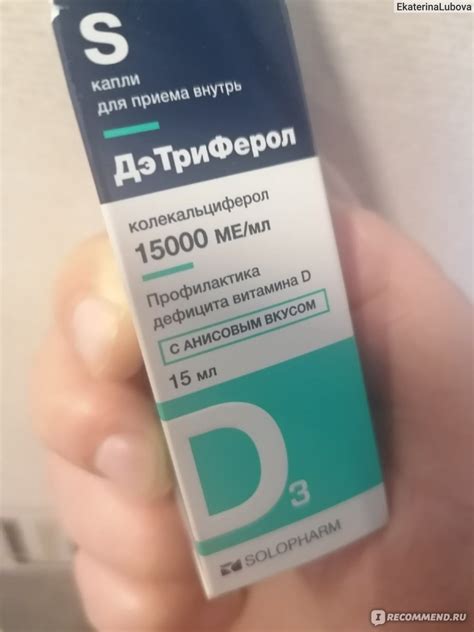 EkaterinaLubova
S
капли
для приема внутрь
ДэТриФерол
колекальциферол
15000 МЕ/мл
Профилактика
дефицита витамина D
С АНИСОВЫМ ВКУСОМ
15 мл
D3
SOLOPHARM
I RECOMMEND.RU